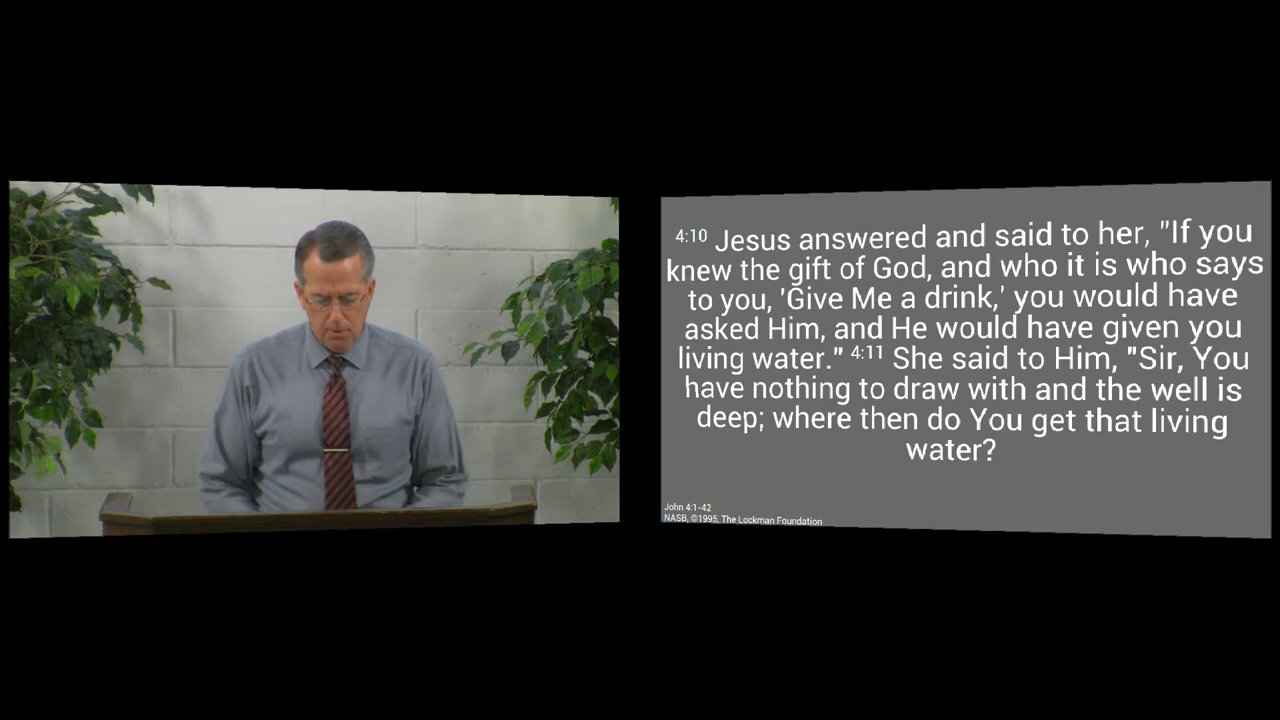 4:10 Jesus answered and said to her, "If you
knew the gift of God, and who it is who says
to you, 'Give Me a drink,' you would have
asked Him, and He would have given you
living water." 4:11 She said to Him, "Sir, You
have nothing to draw with and the well is
deep; where then do You get that living
water?
John 4:1-42
NASB, ©1995, The Lockman Foundation